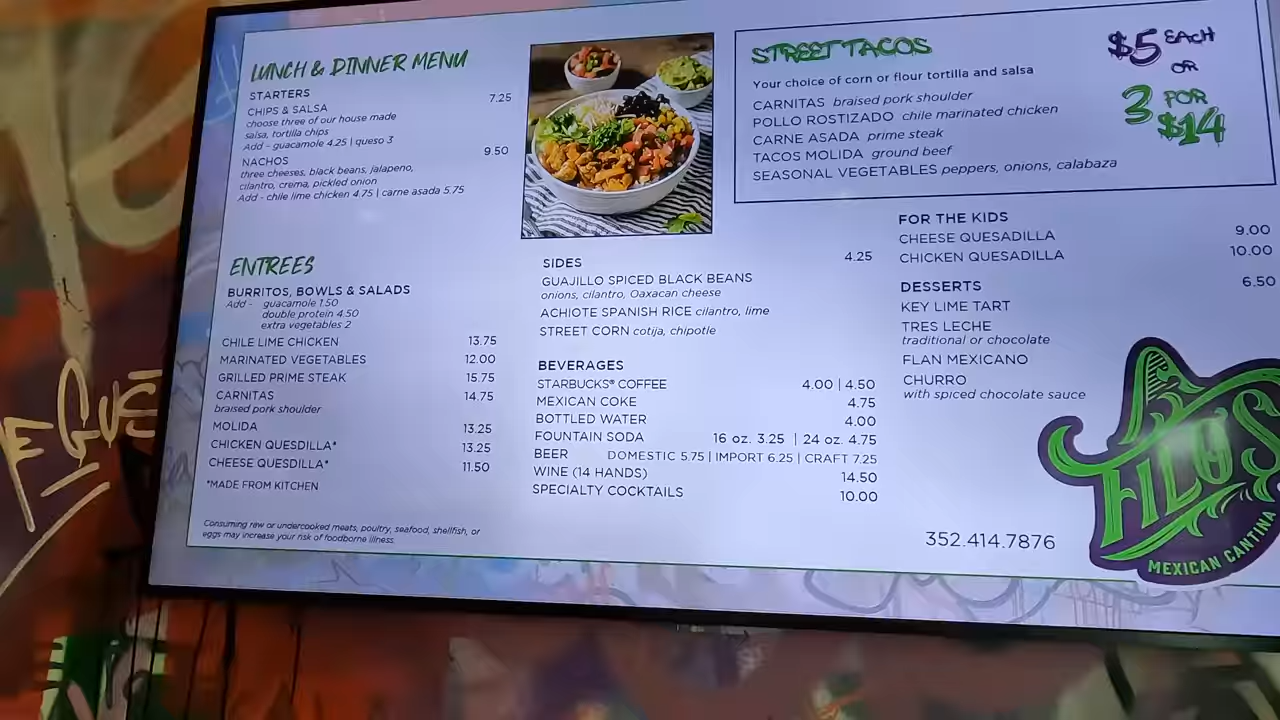 LUNCH & DINNER MENU
STARTERS
CHIPS & SALSA 7.25
choose three of our house made
salsa, tortilla chips
Add - guacamole 4.25 | queso 3
NACHOS 9.50
three cheeses, black beans, jalapeno,
cilantro, crema, pickled onion
Add - chile lime chicken 4.75 | carne asada 5.75
ENTREES
BURRITOS, BOWLS & SALADS
Add - guacamole 1.50
double protein 4.50
extra vegetables 2
CHILE LIME CHICKEN 13.75
MARINATED VEGETABLES 12.00
GRILLED PRIME STEAK 15.75
CARNITAS 14.75
braised pork shoulder
MOLIDA 13.25
CHICKEN QUESDILLA* 13.25
CHEESE QUESDILLA* 11.50
*MADE FROM KITCHEN
Consuming raw or undercooked meats, poultry, seafood, shellfish, or
eggs may increase your risk of foodborne illness.
SIDES 4.25
GUAJILLO SPICED BLACK BEANS
onions, cilantro, Oaxacan cheese
ACHIOTE SPANISH RICE cilantro, lime
STREET CORN cotija, chipotle
BEVERAGES
STARBUCKS® COFFEE 4.00 | 4.50
MEXICAN COKE 4.75
BOTTLED WATER 4.00
FOUNTAIN SODA 16 oz. 3.25 | 24 oz. 4.75
BEER DOMESTIC 5.75 | IMPORT 6.25 | CRAFT 7.25
WINE (14 HANDS) 14.50
SPECIALTY COCKTAILS 10.00
STREET TACOS
$5 EACH
OR
3 FOR
$14
Your choice of corn or flour tortilla and salsa
CARNITAS braised pork shoulder
POLLO ROSTIZADO chile marinated chicken
CARNE ASADA prime steak
TACOS MOLIDA ground beef
SEASONAL VEGETABLES peppers, onions, calabaza
FOR THE KIDS
CHEESE QUESADILLA 9.00
CHICKEN QUESADILLA 10.00
DESSERTS 6.50
KEY LIME TART
TRES LECHE
traditional or chocolate
FLAN MEXICANO
CHURRO
with spiced chocolate sauce
352.414.7876
FILOS
MEXICAN CANTINA